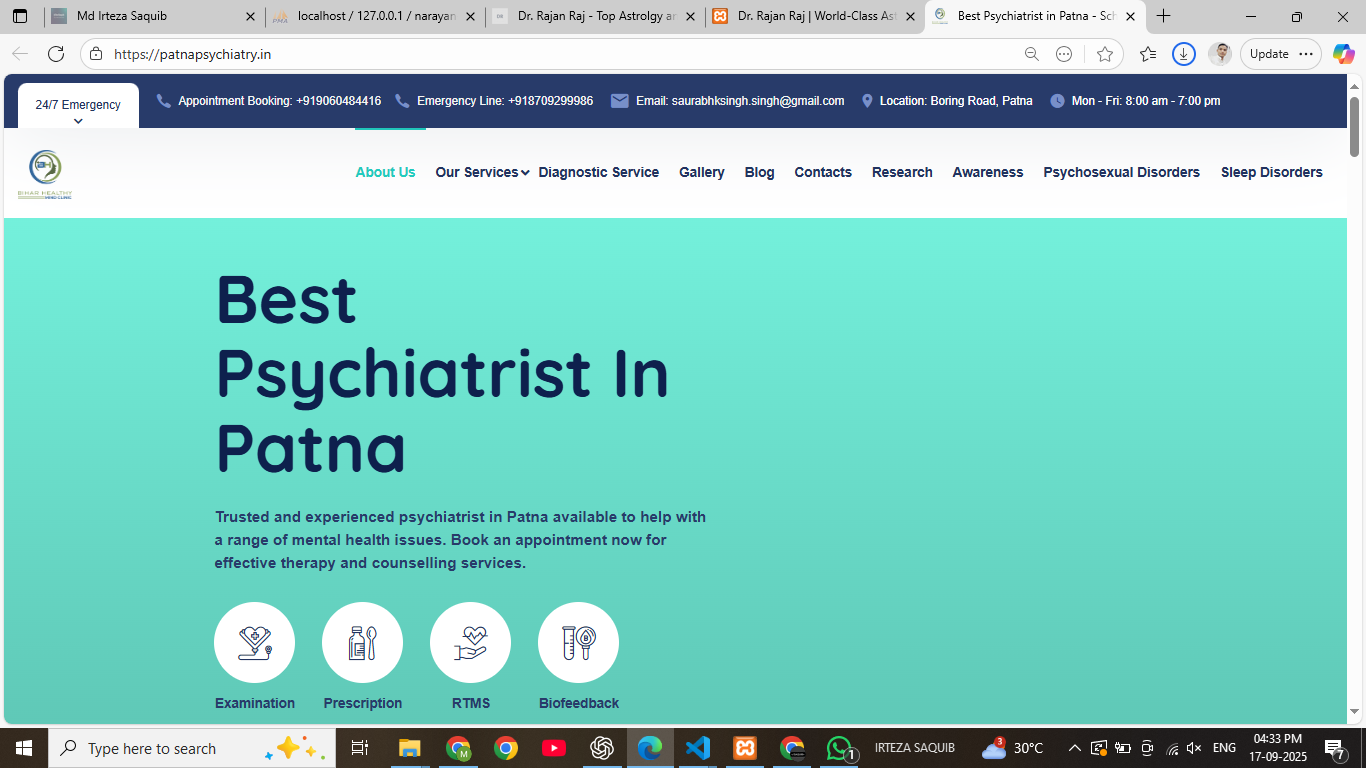 Md Irteza Saquib
localhost / 127.0.0.1 / narayan
Dr. Rajan Raj - Top Astrolgy an
Dr. Rajan Raj | World-Class Ast
Best Psychiatrist in Patna - Sch
https://patnapsychiatry.in
Update
24/7 Emergency
Appointment Booking: +919060484416
Emergency Line: +918709299986
Email: saurabhksingh.singh@gmail.com
Location: Boring Road, Patna
Mon - Fri: 8:00 am - 7:00 pm
BIHAR HEALTHY
MIND CLINIC
About Us
Our Services
Diagnostic Service
Gallery
Blog
Contacts
Research
Awareness
Psychosexual Disorders
Sleep Disorders
Best
Psychiatrist In
Patna
Trusted and experienced psychiatrist in Patna available to help with
a range of mental health issues. Book an appointment now for
effective therapy and counselling services.
Examination
Prescription
RTMS
Biofeedback
Type here to search
M
1
IRTEZA SAQUIB
3
30°C
ENG
04:33 PM
17-09-2025
7